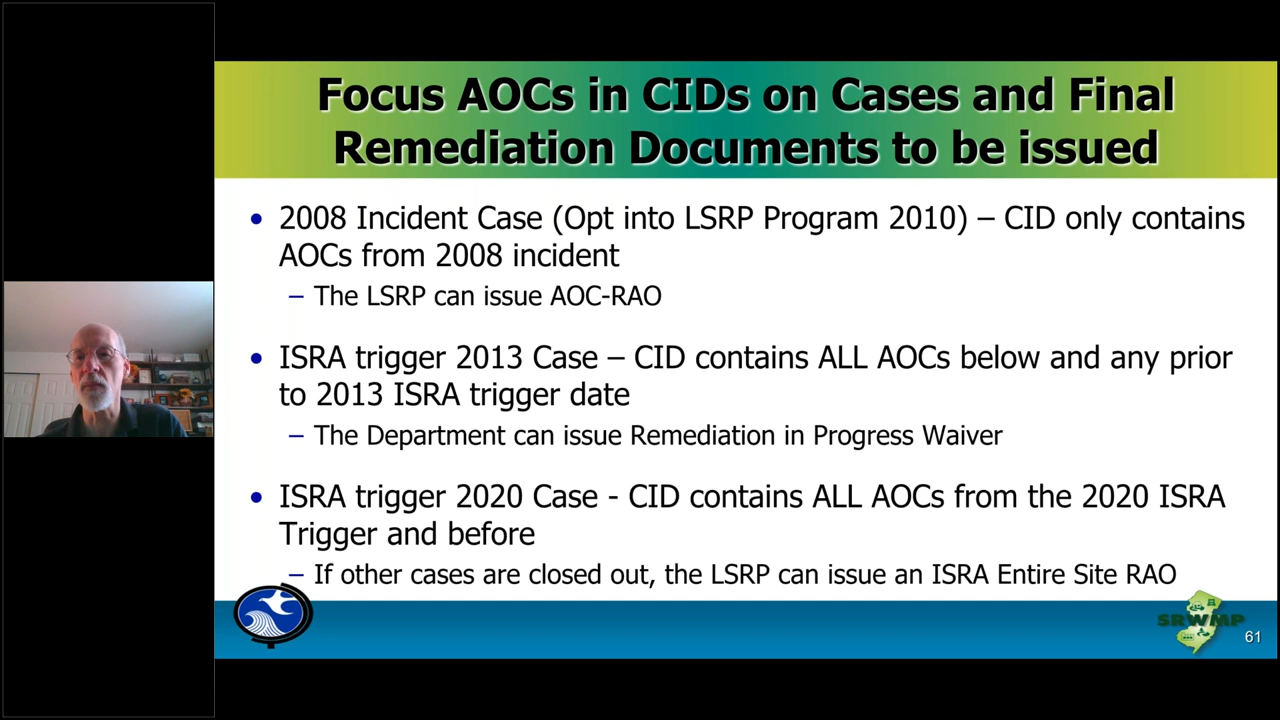 Focus AOCs in CIDs on Cases and Final
Remediation Documents to be issued
• 2008 Incident Case (Opt into LSRP Program 2010) – CID only contains
AOCs from 2008 incident
– The LSRP can issue AOC-RAO
• ISRA trigger 2013 Case – CID contains ALL AOCs below and any prior
to 2013 ISRA trigger date
– The Department can issue Remediation in Progress Waiver
• ISRA trigger 2020 Case - CID contains ALL AOCs from the 2020 ISRA
Trigger and before
– If other cases are closed out, the LSRP can issue an ISRA Entire Site RAO
SRWMP
61